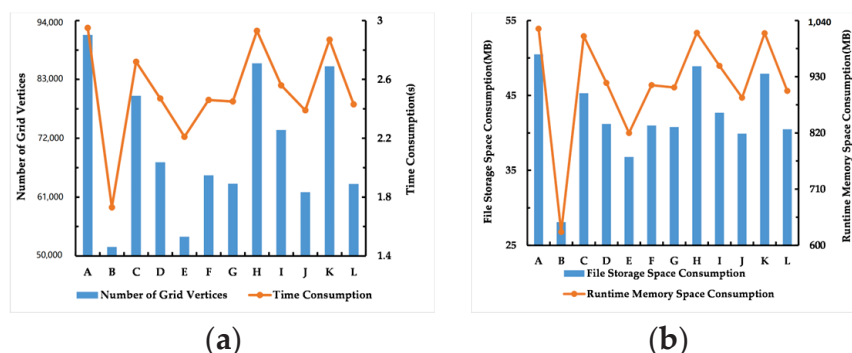 94,000
83,000
72,000
61,000
50,000
Number of Grid Vertices
3
2.6
2.2
1.8
1.4
Time Consumption(s)
A B C D E F G H I J K L
Number of Grid Vertices Time Consumption
(a)
55
45
35
25
File Storage Space Consumption(MB)
1,040
930
820
710
600
Runtime Memory Space Consumption(MB)
A B C D E F G H I J K L
File Storage Space Consumption
Runtime Memory Space Consumption
(b)